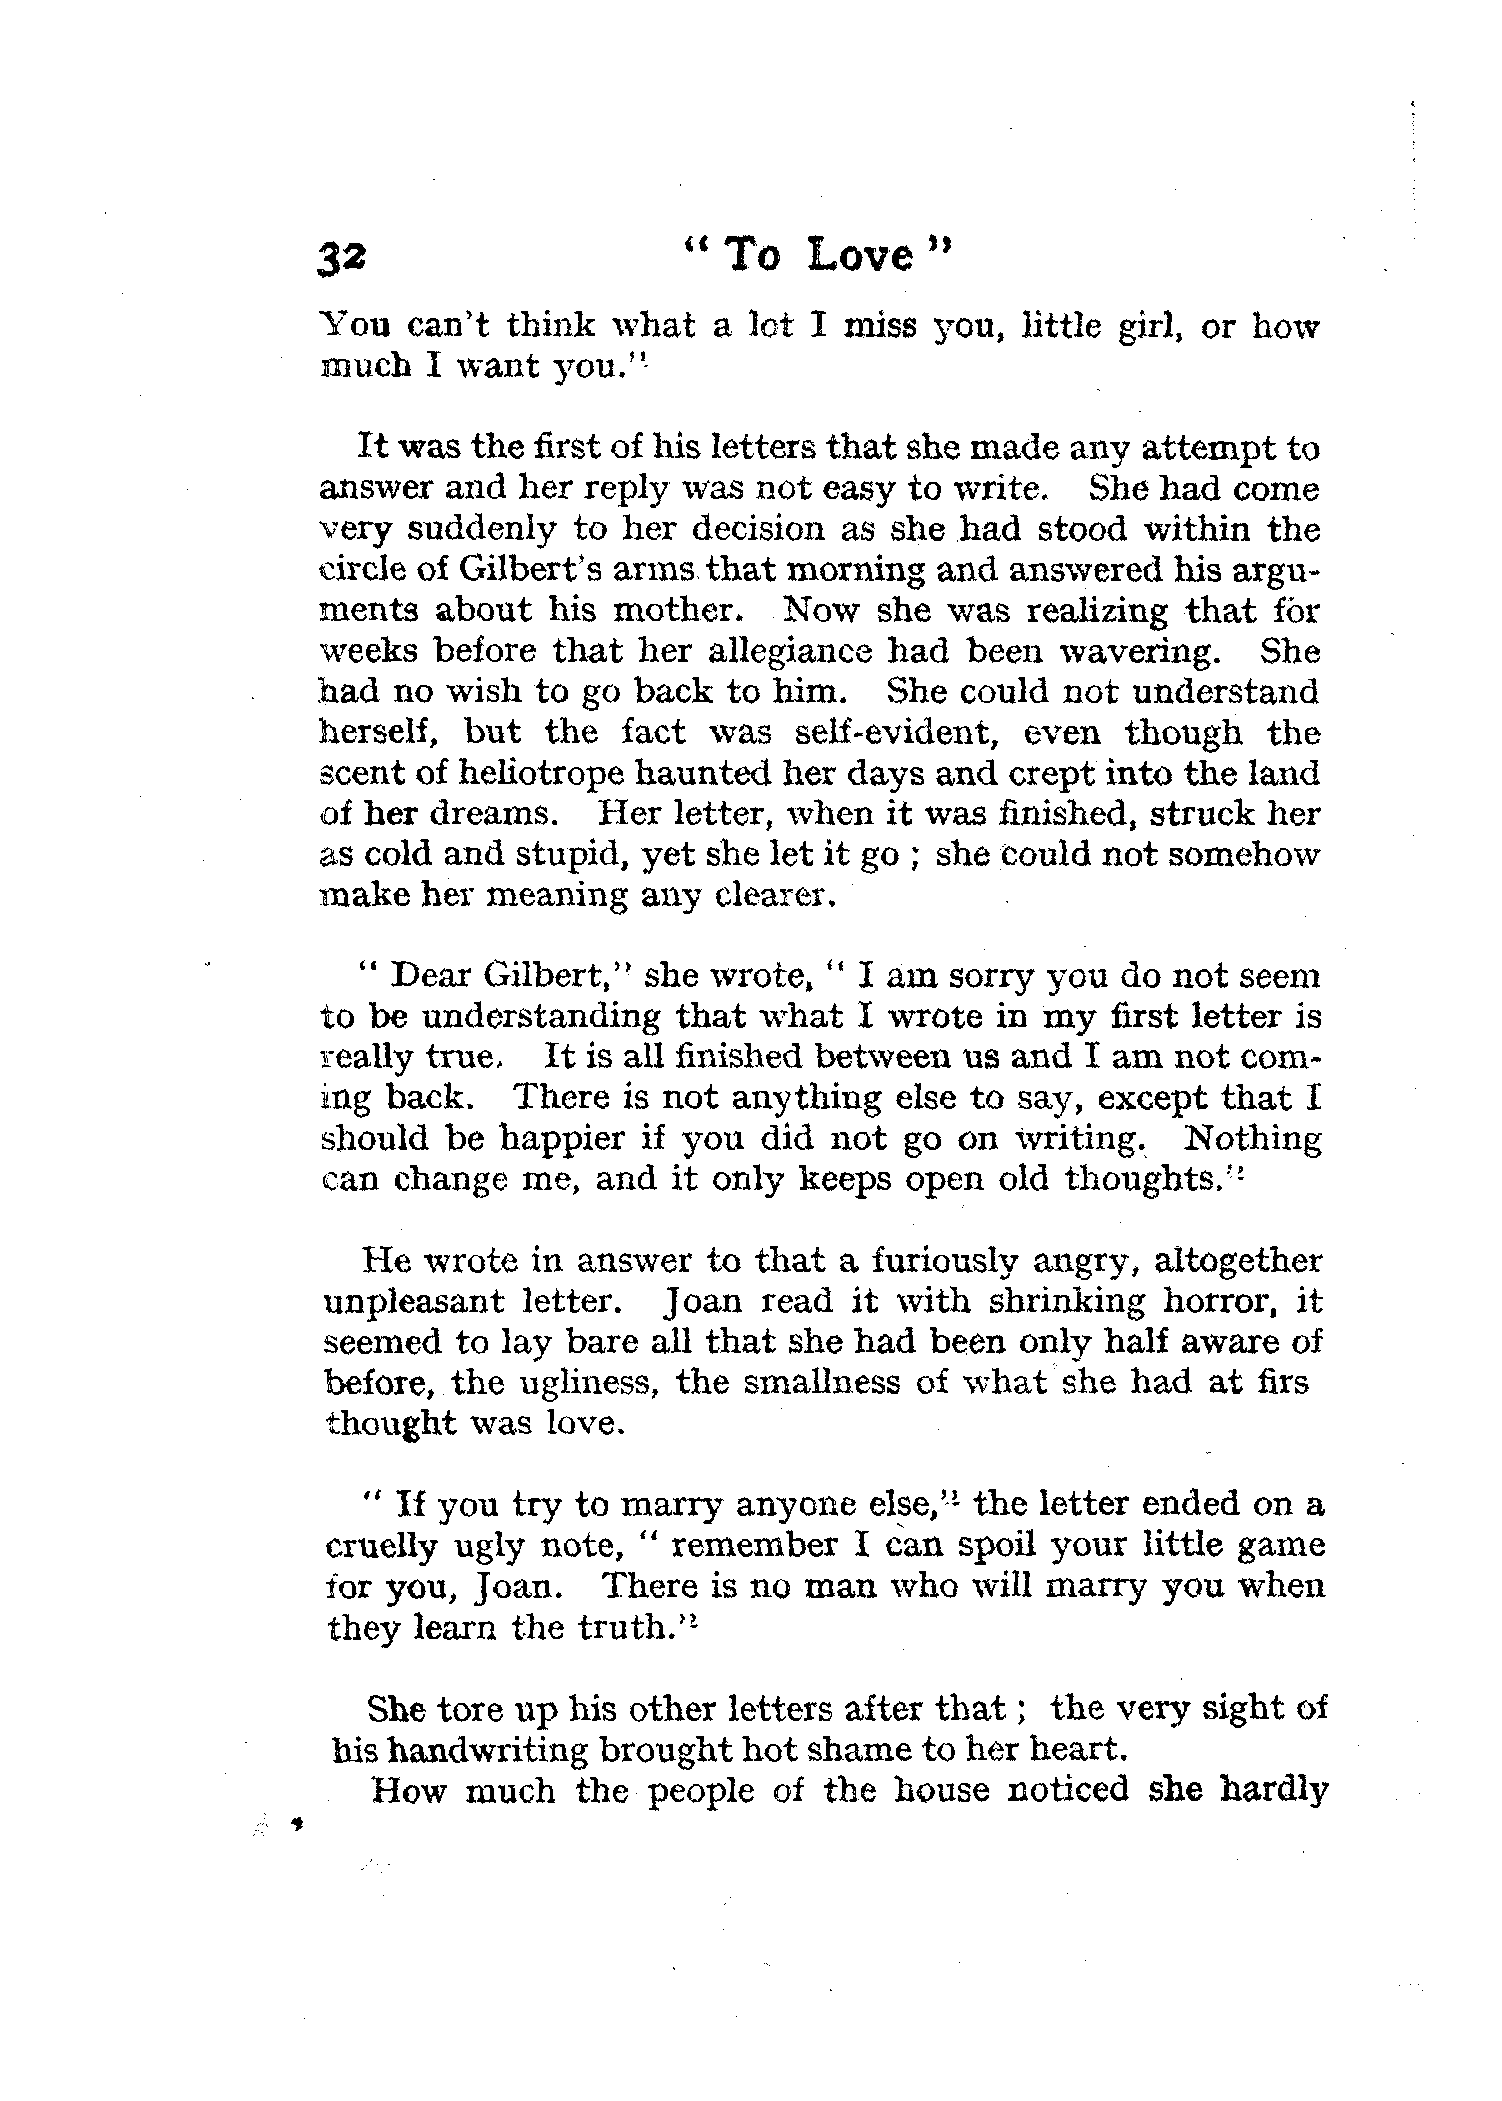 32 " To Love "
You can't think what a lot I miss you, little girl, or how
much I want you."
It was the first of his letters that she made any attempt to
answer and her reply was not easy to write. She had come
very suddenly to her decision as she had stood within the
circle of Gilbert's arms that morning and answered his argu-
ments about his mother. Now she was realizing that for
weeks before that her allegiance had been wavering. She
had no wish to go back to him. She could not understand
herself, but the fact was self-evident, even though the
scent of heliotrope haunted her days and crept into the land
of her dreams. Her letter, when it was finished, struck her
as cold and stupid, yet she let it go ; she could not somehow
make her meaning any clearer.
" Dear Gilbert," she wrote, " I am sorry you do not seem
to be understanding that what I wrote in my first letter is
really true. It is all finished between us and I am not com-
ing back. There is not anything else to say, except that I
should be happier if you did not go on writing. Nothing
can change me, and it only keeps open old thoughts."
He wrote in answer to that a furiously angry, altogether
unpleasant letter. Joan read it with shrinking horror, it
seemed to lay bare all that she had been only half aware of
before, the ugliness, the smallness of what she had at firs
thought was love.
" If you try to marry anyone else," the letter ended on a
cruelly ugly note, " remember I can spoil your little game
for you, Joan. There is no man who will marry you when
they learn the truth."
She tore up his other letters after that ; the very sight of
his handwriting brought hot shame to her heart.
How much the people of the house noticed she hardly